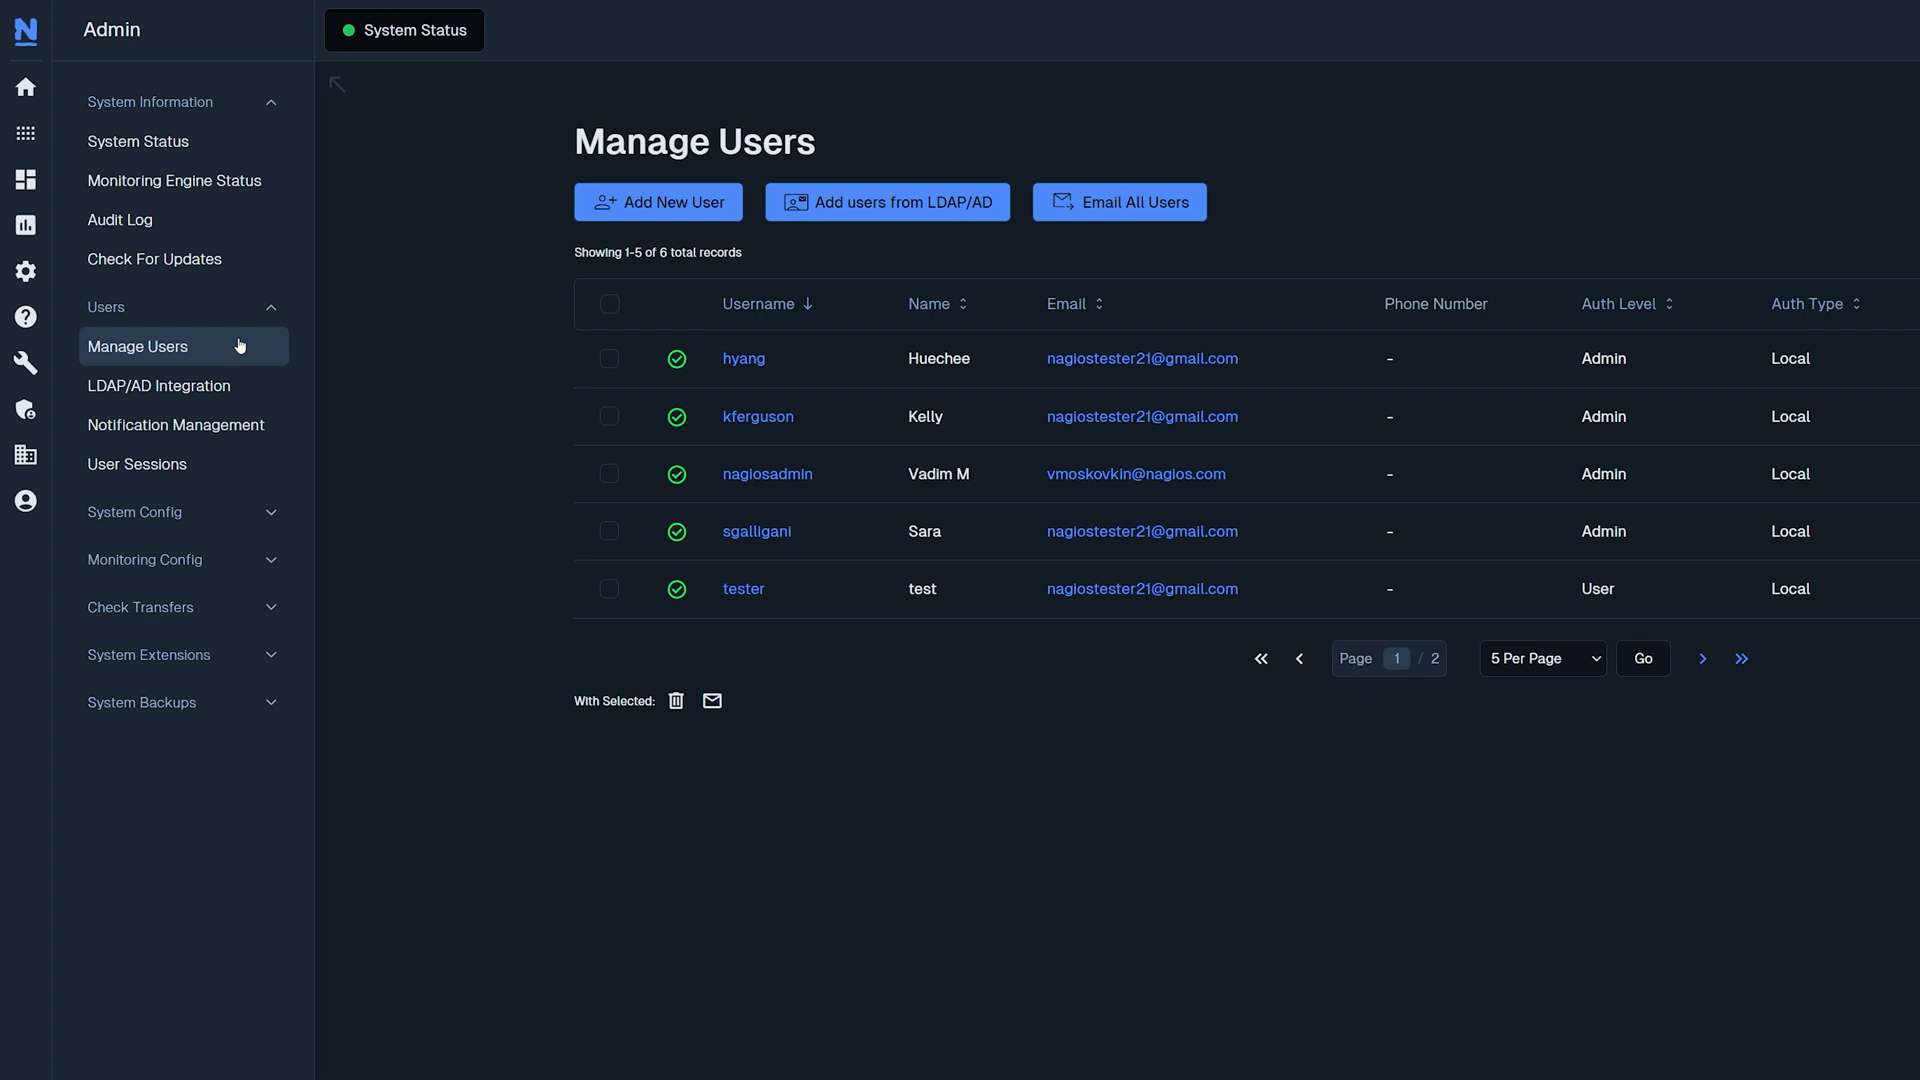 Admin
System Status
System Information
System Status
Monitoring Engine Status
Audit Log
Check For Updates
Users
Manage Users
LDAP/AD Integration
Notification Management
User Sessions
System Config
Monitoring Config
Check Transfers
System Extensions
System Backups
Manage Users
Add New User Add users from LDAP/AD Email All Users
Showing 1-5 of 6 total records
Username Name Email Phone Number Auth Level Auth Type
hyang Huechee nagiostester21@gmail.com - Admin Local
kferguson Kelly nagiostester21@gmail.com - Admin Local
nagiosadmin Vadim M vmoskovkin@nagios.com - Admin Local
sgalligani Sara nagiostester21@gmail.com - Admin Local
tester test nagiostester21@gmail.com - User Local
Page 1 / 2 5 Per Page Go
With Selected: